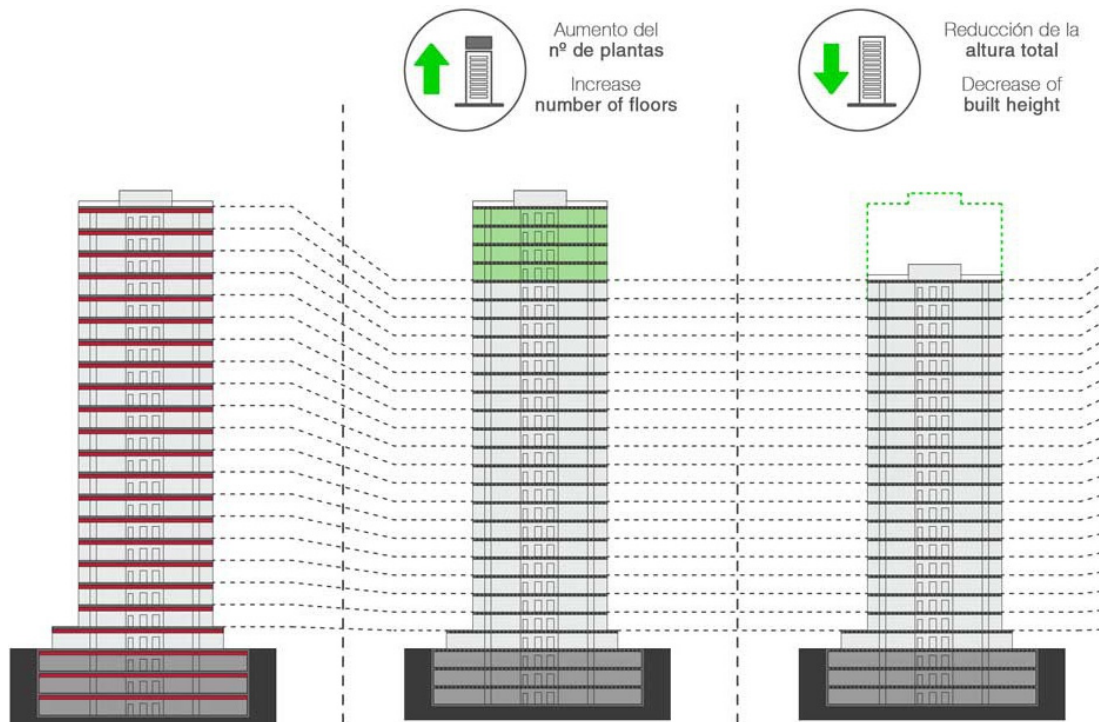 Aumento del
nº de plantas
Increase
number of floors
Reducción de la
altura total
Decrease of
built height